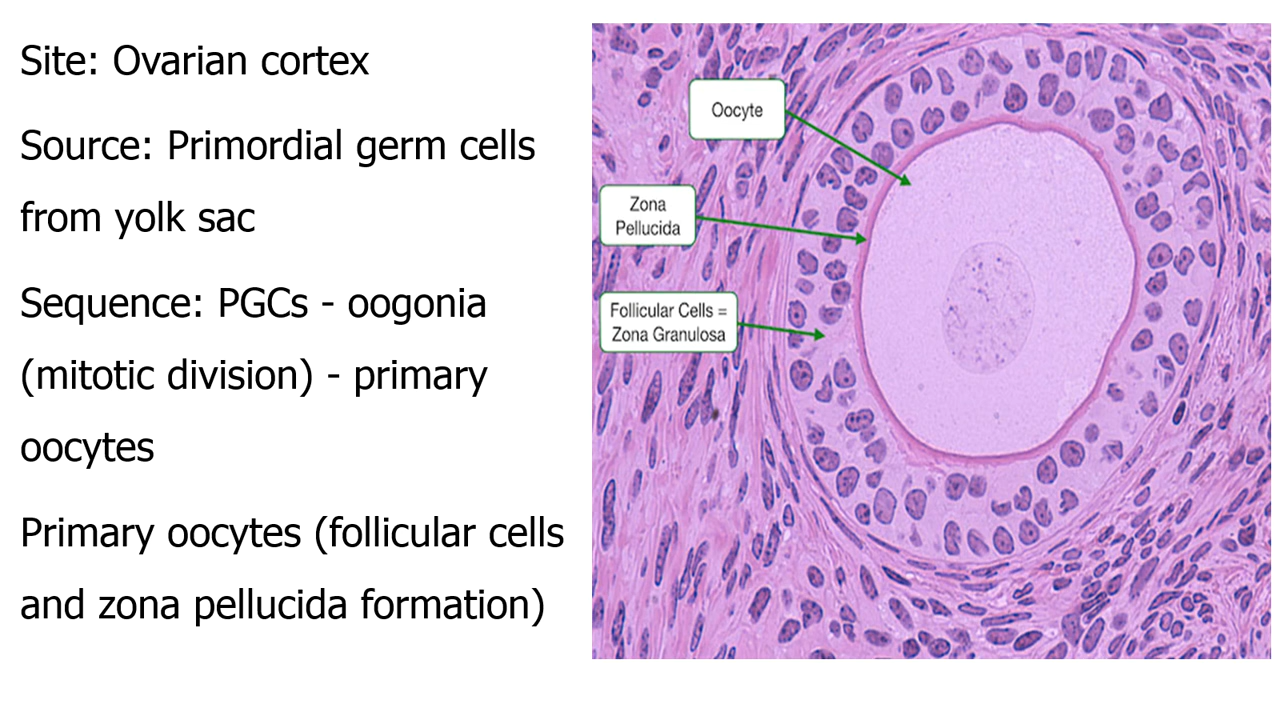 Site: Ovarian cortex
Source: Primordial germ cells
from yolk sac
Sequence: PGCs - oogonia
(mitotic division) - primary
oocytes
Primary oocytes (follicular cells
and zona pellucida formation)
Oocyte
Zona
Pellucida
Follicular Cells =
Zona Granulosa